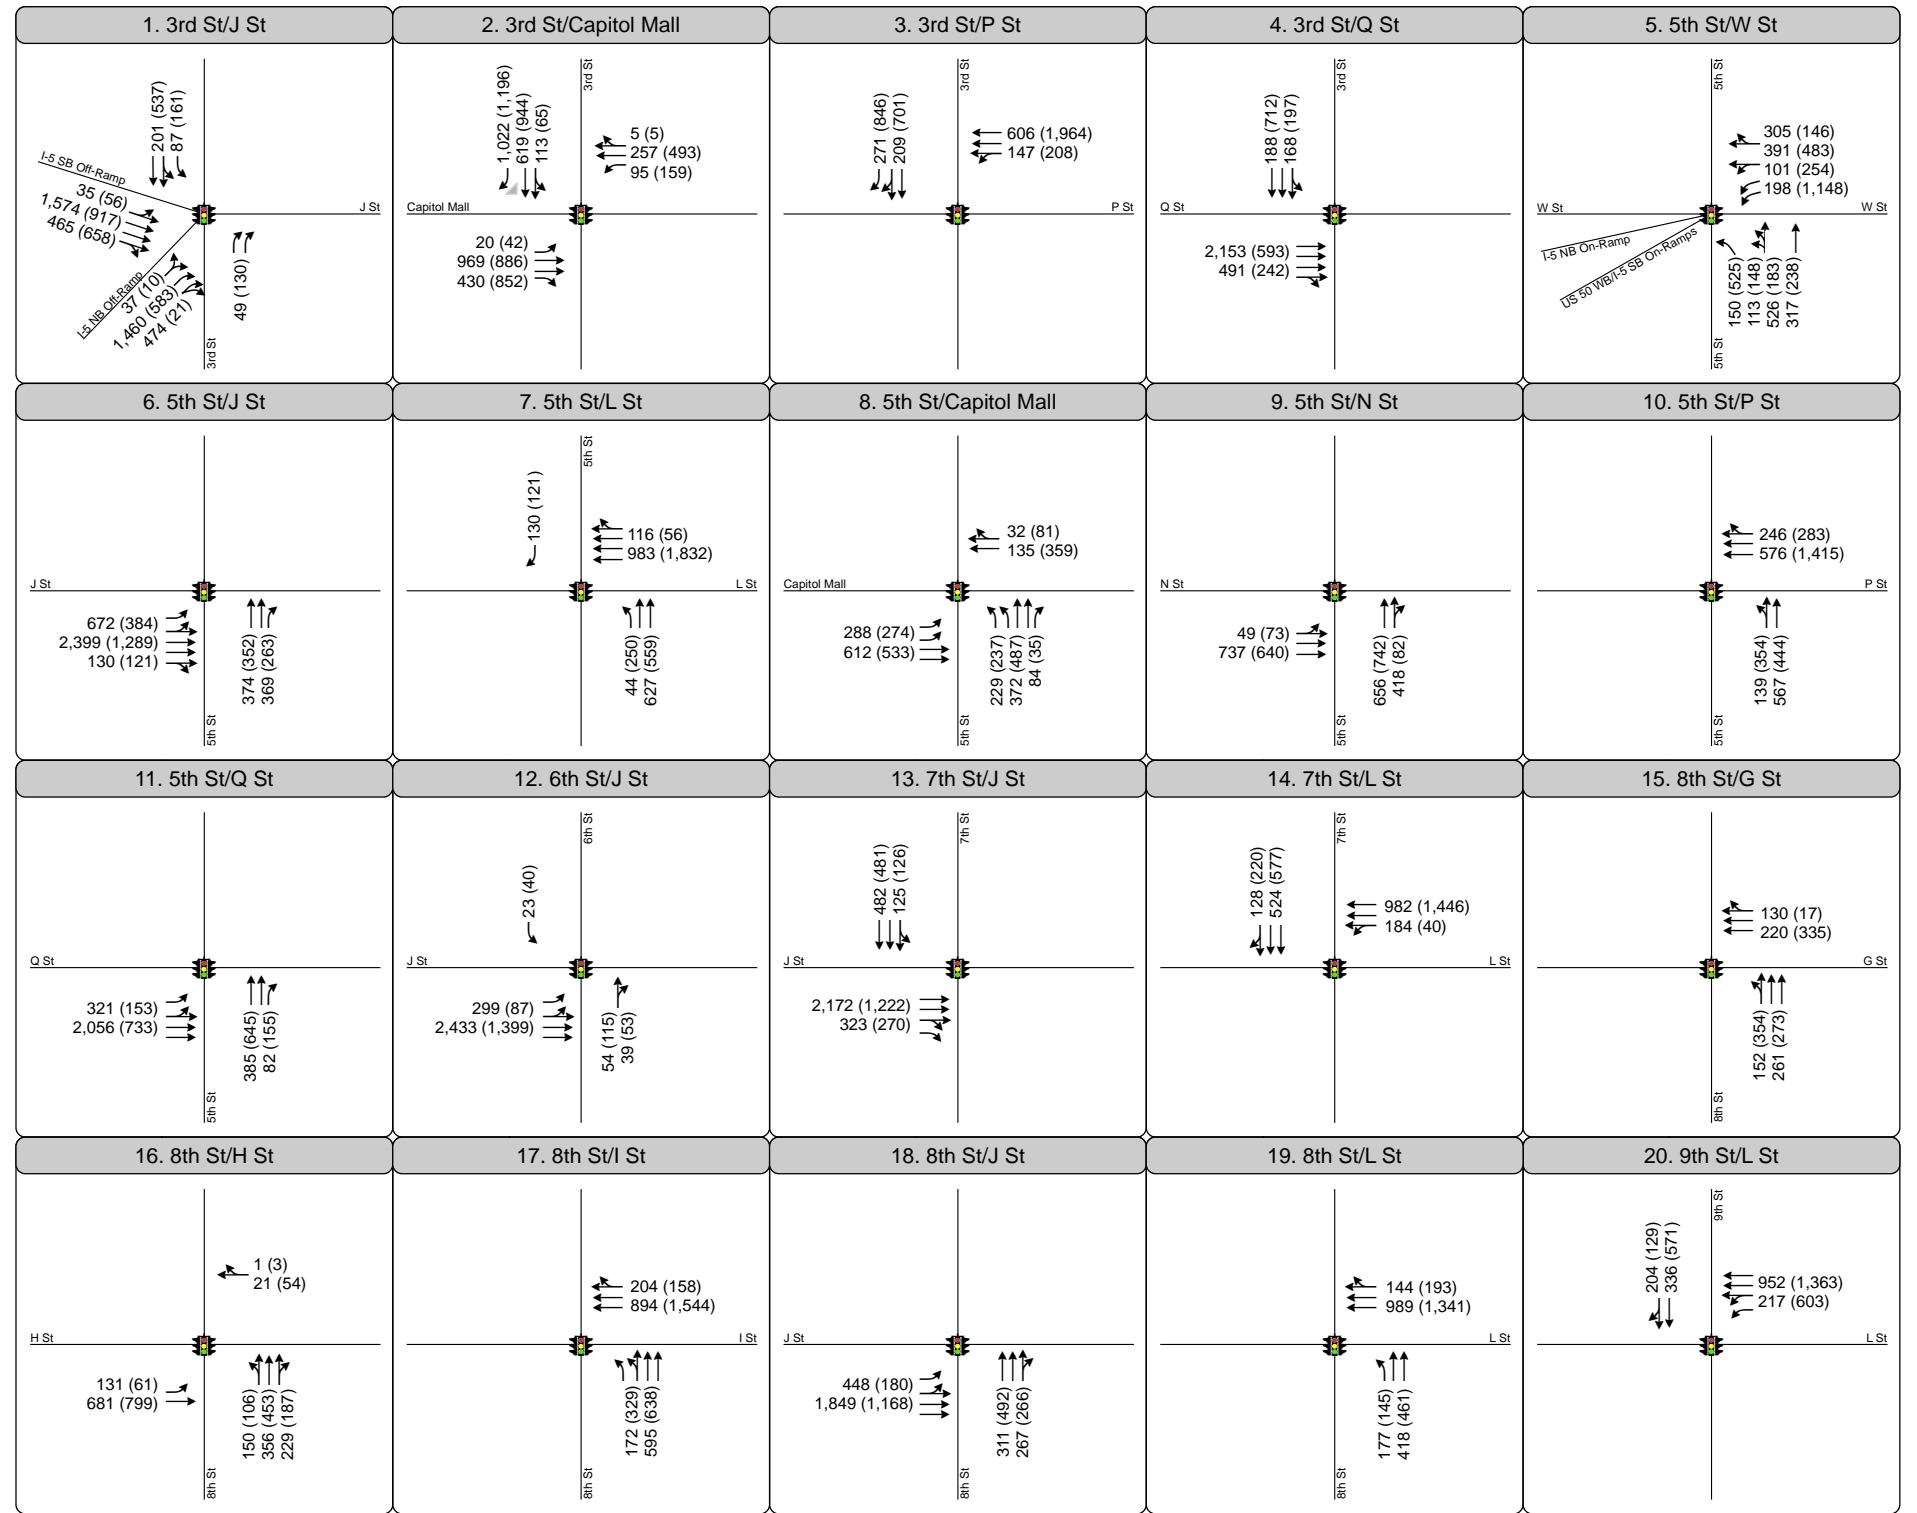 1. 3rd St/J St
201 (537)
87 (161)
I-5 SB Off-Ramp
35 (56)
1,574 (917)
465 (658)
J St
I-5 NB Off-Ramp
37 (10)
1,460 (583)
474 (21)
49 (130)
3rd St
2. 3rd St/Capitol Mall
1,022 (1,196)
619 (944)
113 (65)
3rd St
5 (5)
257 (493)
95 (159)
Capitol Mall
20 (42)
969 (886)
430 (852)
3. 3rd St/P St
271 (846)
209 (701)
3rd St
606 (1,964)
147 (208)
P St
4. 3rd St/Q St
188 (712)
168 (197)
3rd St
Q St
2,153 (593)
491 (242)
5. 5th St/W St
5th St
305 (146)
391 (483)
101 (254)
198 (1,148)
W St
W St
I-5 NB On-Ramp
US 50 WB/I-5 SB On-Ramps
150 (525)
113 (148)
526 (183)
317 (238)
5th St
6. 5th St/J St
J St
672 (384)
2,399 (1,289)
130 (121)
374 (352)
369 (263)
5th St
7. 5th St/L St
5th St
130 (121)
116 (56)
983 (1,832)
L St
44 (250)
627 (559)
8. 5th St/Capitol Mall
32 (81)
135 (359)
Capitol Mall
288 (274)
612 (533)
229 (237)
372 (487)
84 (35)
5th St
9. 5th St/N St
N St
49 (73)
737 (640)
656 (742)
418 (82)
5th St
10. 5th St/P St
246 (283)
576 (1,415)
P St
139 (354)
567 (444)
5th St
11. 5th St/Q St
Q St
321 (153)
2,056 (733)
385 (645)
82 (155)
5th St
12. 6th St/J St
6th St
23 (40)
J St
299 (87)
2,433 (1,399)
54 (115)
39 (53)
13. 7th St/J St
482 (481)
125 (126)
7th St
J St
2,172 (1,222)
323 (270)
14. 7th St/L St
128 (220)
524 (577)
7th St
982 (1,446)
184 (40)
L St
15. 8th St/G St
130 (17)
220 (335)
G St
152 (354)
261 (273)
8th St
16. 8th St/H St
1 (3)
21 (54)
H St
131 (61)
681 (799)
150 (106)
356 (453)
229 (187)
8th St
17. 8th St/I St
204 (158)
894 (1,544)
I St
172 (329)
595 (638)
8th St
18. 8th St/J St
J St
448 (180)
1,849 (1,168)
311 (492)
267 (266)
8th St
19. 8th St/L St
144 (193)
989 (1,341)
L St
177 (145)
418 (461)
8th St
20. 9th St/L St
204 (129)
336 (571)
9th St
952 (1,363)
217 (603)
L St